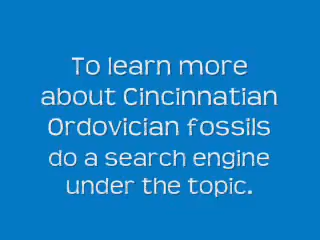 To learn more
about Cincinnatian
Ordovician fossils
do a search engine
under the topic.